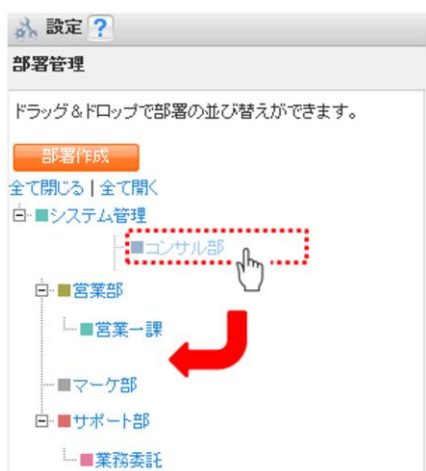 設定 ?
部署管理
ドラッグ&ドロップで部署の並び替えができます。
部署作成
全て閉じる | 全て開く
システム管理
コンサル部
営業部
営業一課
マーケ部
サポート部
業務委託